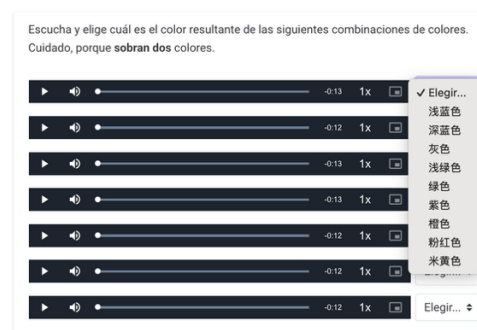 Escucha y elige cuál es el color resultante de las siguientes combinaciones de colores.
Cuidado, porque sobran dos colores.
-0:13 1x
✓ Elegir...
浅蓝色
-0:12 1x
深蓝色
灰色
-0:13 1x
浅绿色
-0:13 1x
绿色
紫色
-0:12 1x
橙色
粉红色
-0:12 1x
米黄色
-0:12 1x
Elegir...